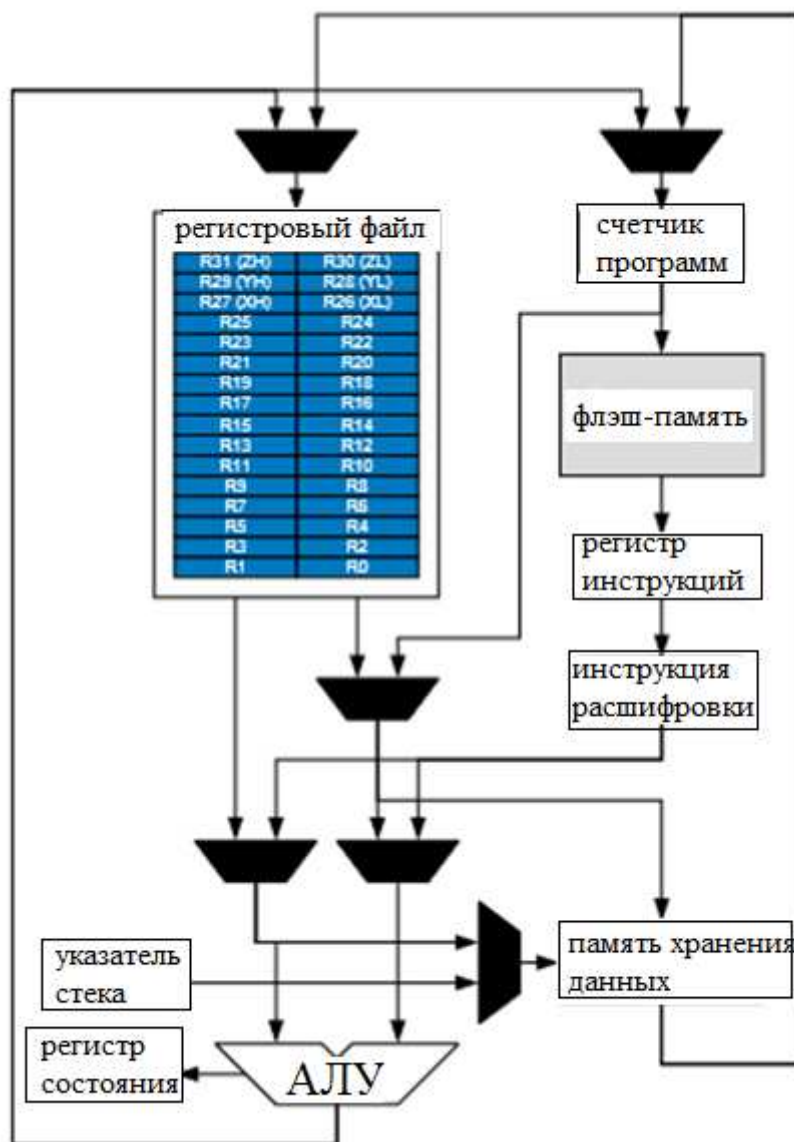 регистровый файл
R31 (ZH) R30 (ZL)
R29 (YH) R28 (YL)
R27 (XH) R26 (XL)
R25 R24
R23 R22
R21 R20
R19 R18
R17 R16
R15 R14
R13 R12
R11 R10
R9 R8
R7 R6
R5 R4
R3 R2
R1 R0
счетчик
программ
флэш-память
регистр
инструкций
инструкция
расшифровки
указатель
стека
память хранения
данных
регистр
состояния
АЛУ